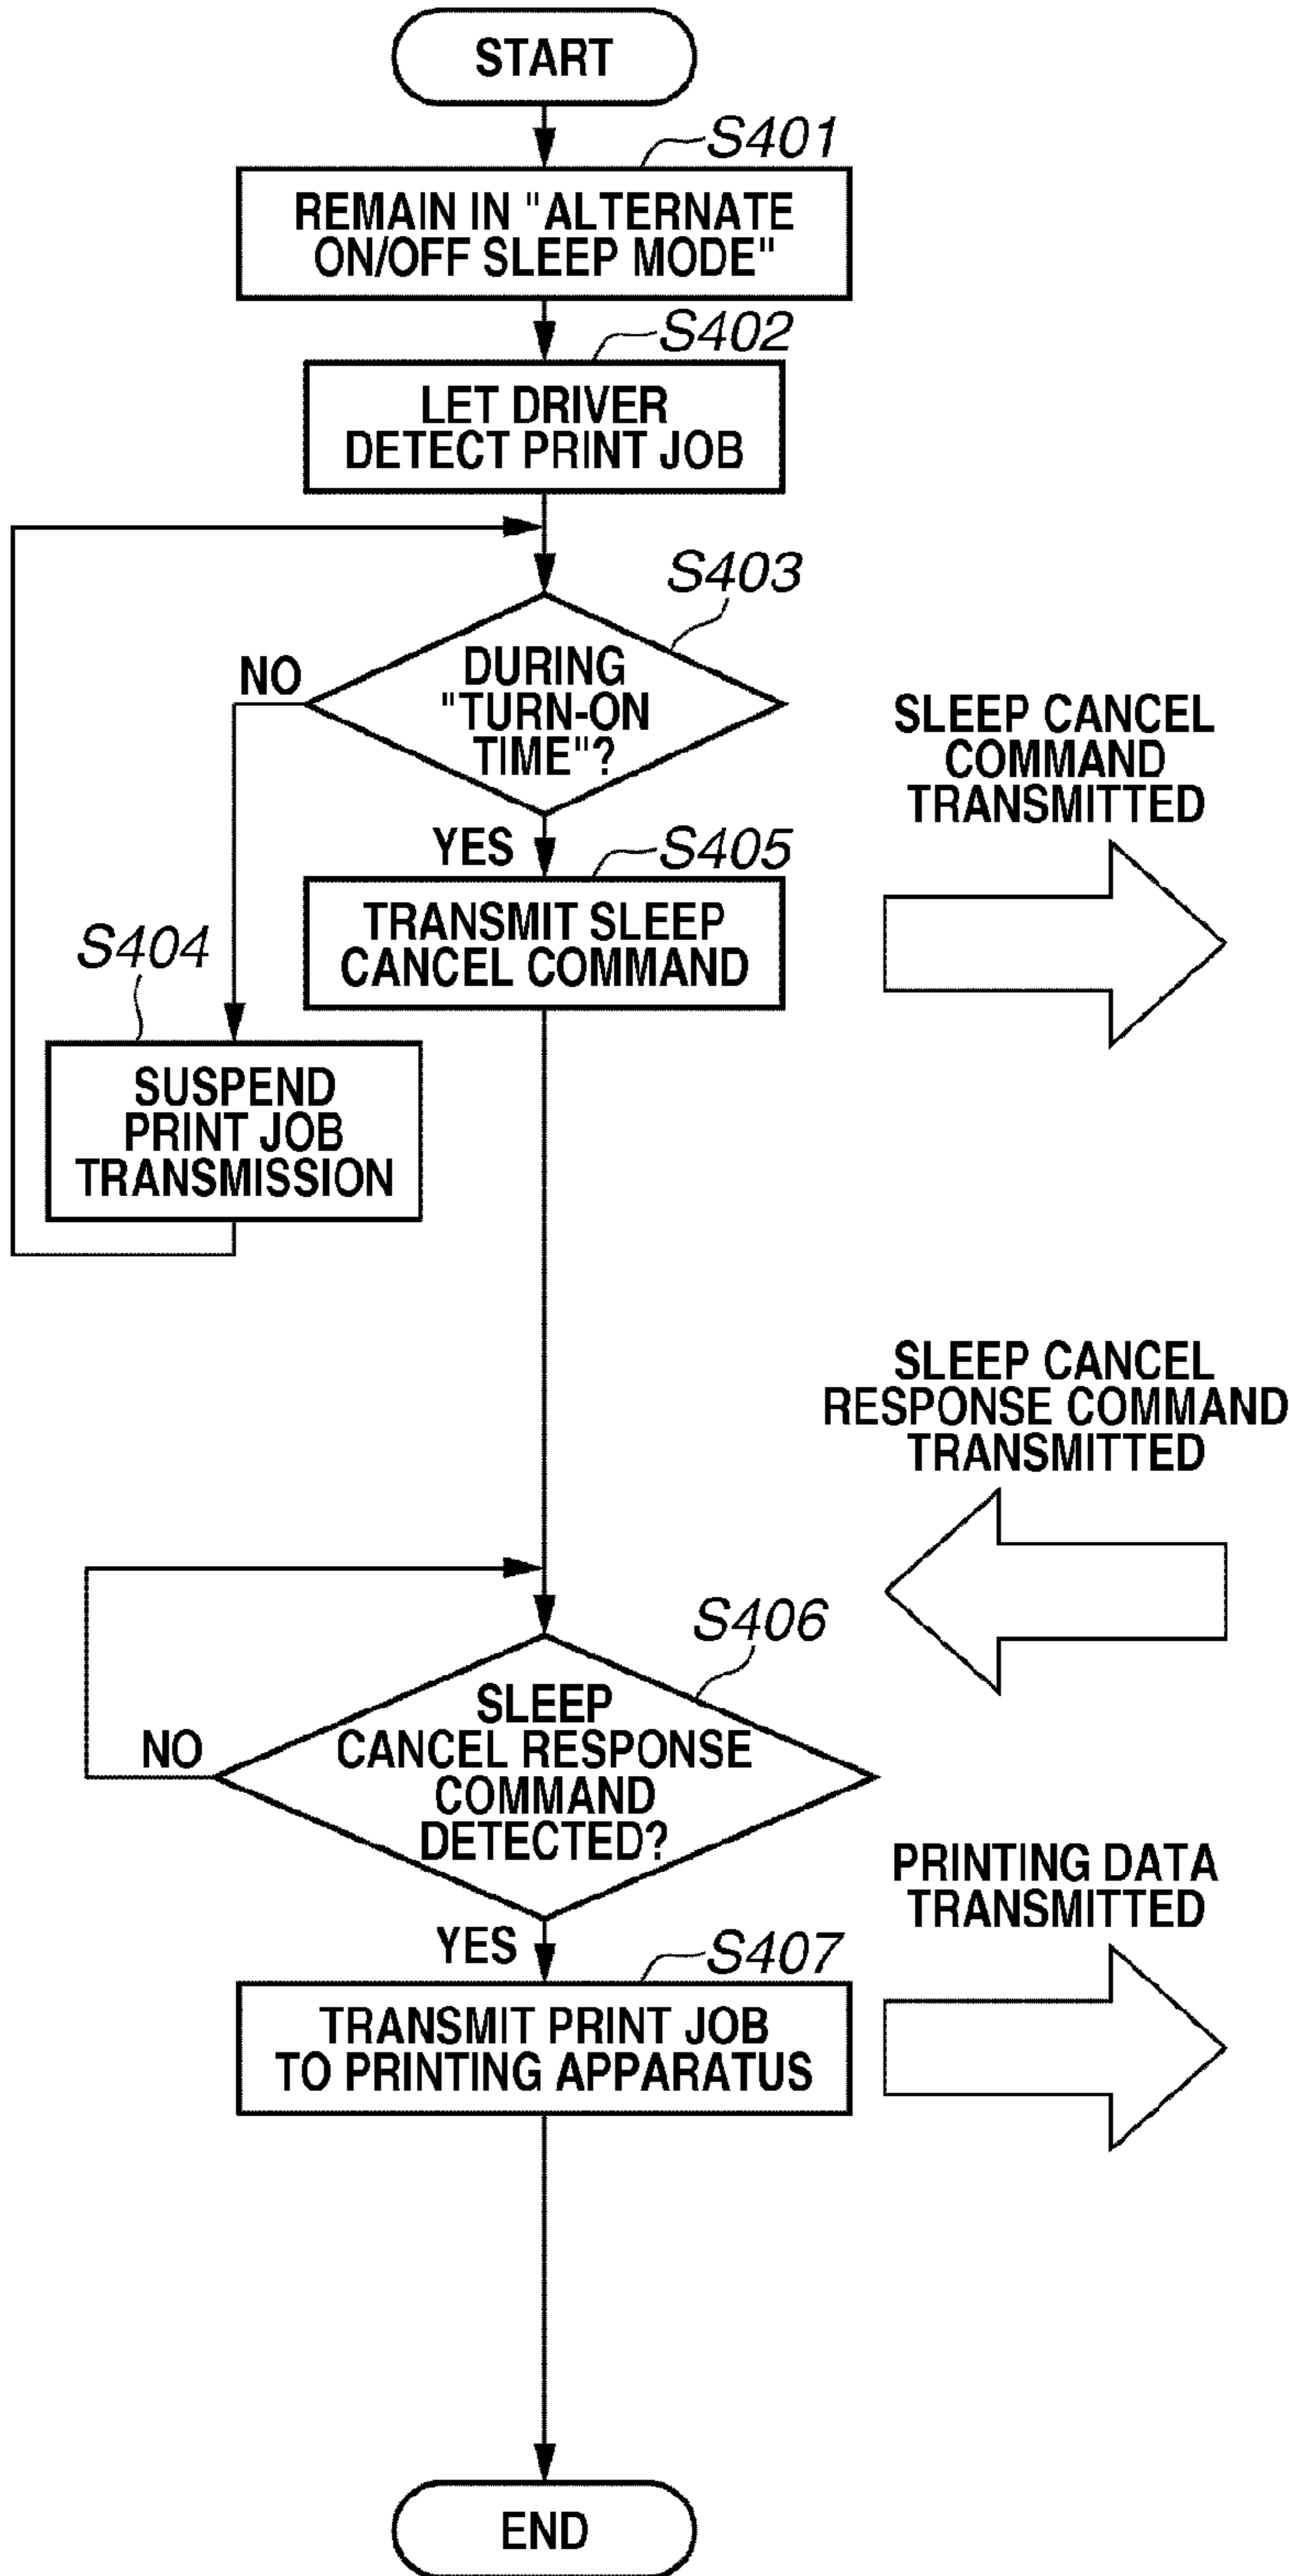 START
S401
REMAIN IN "ALTERNATE
ON/OFF SLEEP MODE"
S402
LET DRIVER
DETECT PRINT JOB
S403
DURING
"TURN-ON
TIME"?
NO
YES
S405
TRANSMIT SLEEP
CANCEL COMMAND
SLEEP CANCEL
COMMAND
TRANSMITTED
S404
SUSPEND
PRINT JOB
TRANSMISSION
SLEEP CANCEL
RESPONSE COMMAND
TRANSMITTED
S406
SLEEP
CANCEL RESPONSE
COMMAND
DETECTED?
NO
YES
S407
TRANSMIT PRINT JOB
TO PRINTING APPARATUS
PRINTING DATA
TRANSMITTED
END